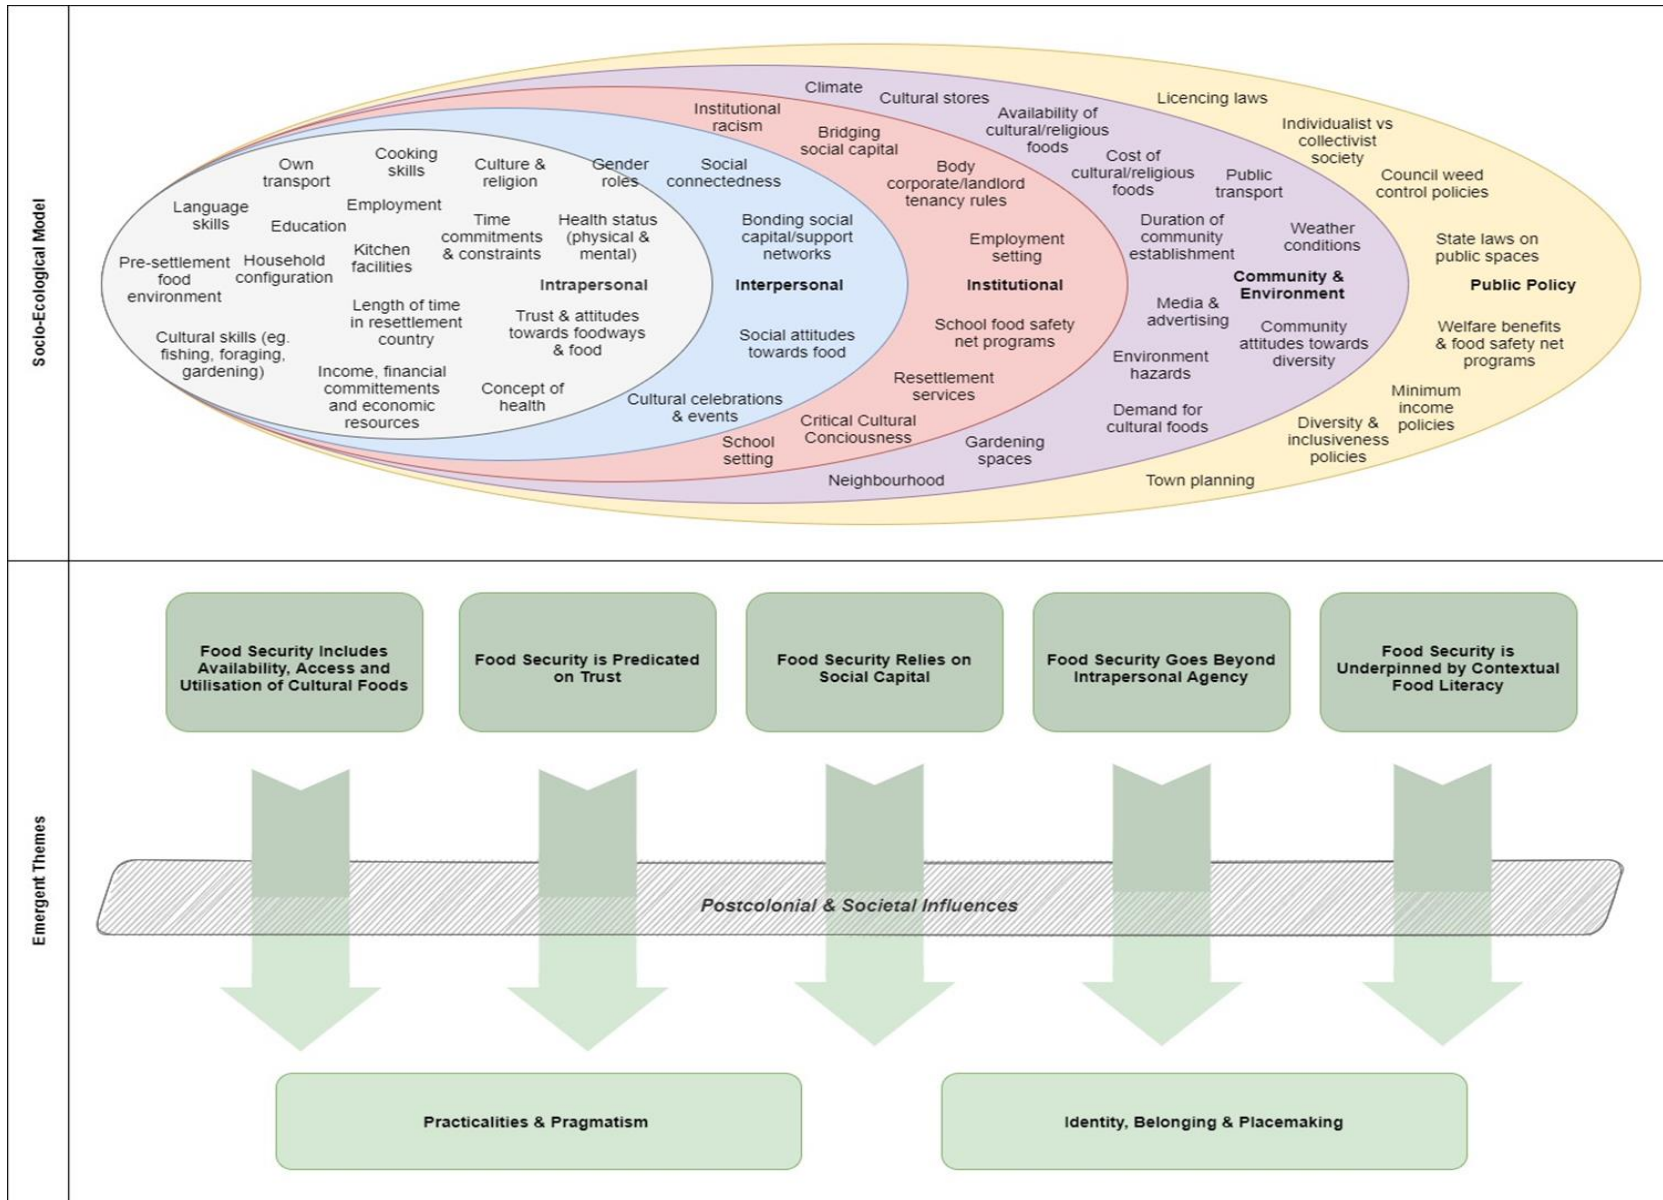 Socio-Ecological Model
Climate
Cultural stores
Licencing laws
Institutional
racism
Availability of
cultural/religious
foods
Individualist vs
collectivist
society
Bridging
social capital
Own
transport
Cooking
skills
Culture &
religion
Gender
roles
Social
connectedness
Body
corporate/landlord
tenancy rules
Cost of
cultural/religious
foods
Public
transport
Council weed
control policies
Language
skills
Education
Employment
Time
commitments
& constraints
Health status
(physical &
mental)
Bonding social
capital/support
networks
Employment
setting
Duration of
community
establishment
Weather
conditions
State laws on
public spaces
Pre-settlement
food
environment
Household
configuration
Kitchen
facilities
Intrapersonal
Interpersonal
Institutional
Community &
Environment
Public Policy
Length of time
in resettlement
country
Trust & attitudes
towards foodways
& food
Social attitudes
towards food
School food safety
net programs
Media &
advertising
Community
attitudes towards
diversity
Welfare benefits
& food safety net
programs
Cultural skills (eg.
fishing, foraging,
gardening)
Income, financial
committements
and economic
resources
Concept of
health
Cultural celebrations
& events
Resettlement
services
Environment
hazards
Minimum
income
policies
School
setting
Critical Cultural
Conciousness
Gardening
spaces
Demand for
cultural foods
Diversity &
inclusiveness
policies
Neighbourhood
Town planning
Emergent Themes
Food Security Includes
Availability, Access and
Utilisation of Cultural Foods
Food Security is Predicated
on Trust
Food Security Relies on
Social Capital
Food Security Goes Beyond
Intrapersonal Agency
Food Security is
Underpinned by Contextual
Food Literacy
Postcolonial & Societal Influences
Practicalities & Pragmatism
Identity, Belonging & Placemaking